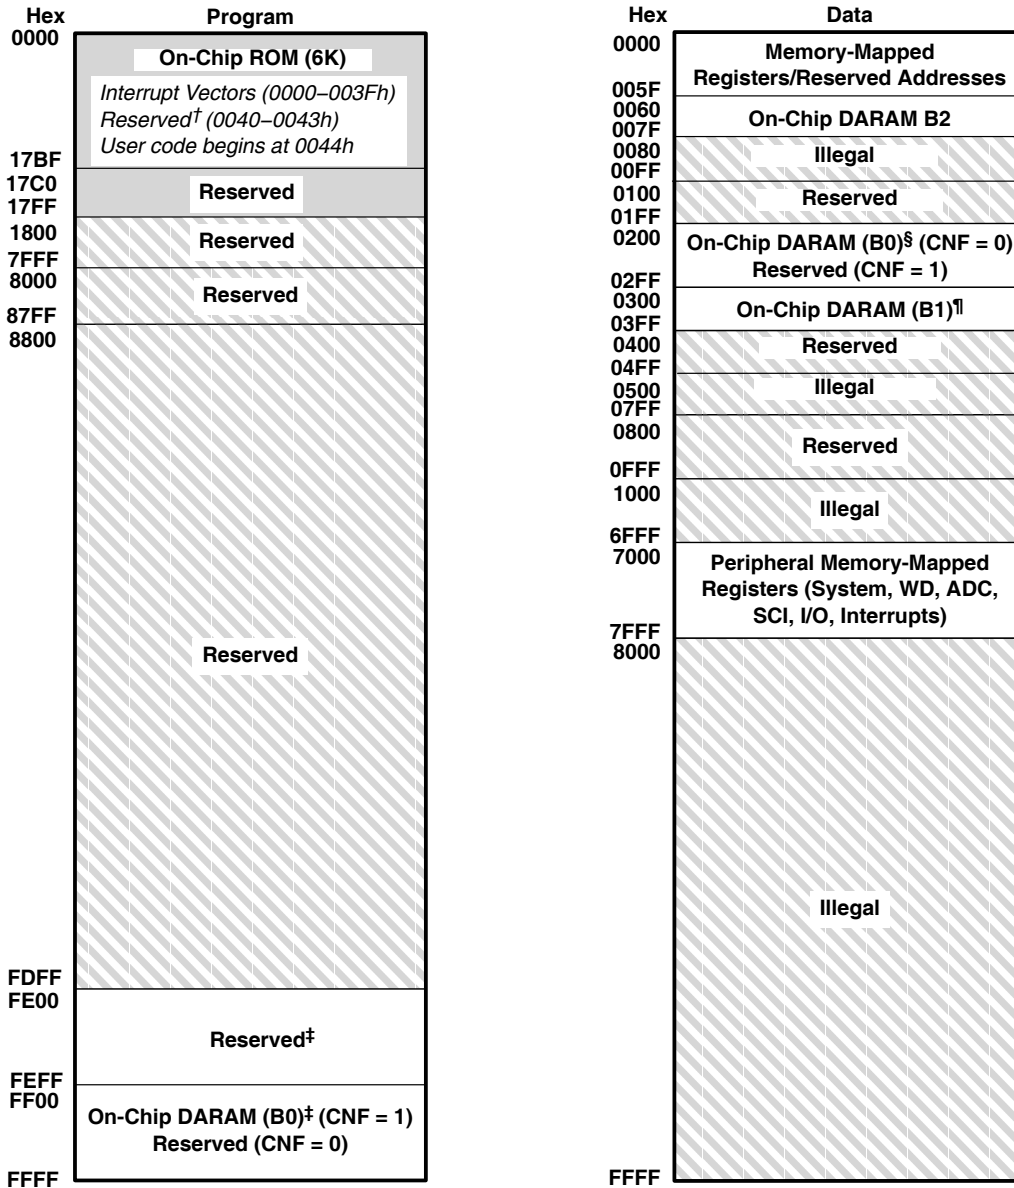 Hex Program
0000
On-Chip ROM (6K)
Interrupt Vectors (0000–003Fh)
Reserved† (0040–0043h)
User code begins at 0044h
17BF
17C0
Reserved
17FF
1800
Reserved
7FFF
8000
Reserved
87FF
8800
Reserved
FDFF
FE00
Reserved‡
FEFF
FF00
On-Chip DARAM (B0)‡ (CNF = 1)
Reserved (CNF = 0)
FFFF
Hex Data
0000
Memory-Mapped
Registers/Reserved Addresses
005F
0060
On-Chip DARAM B2
007F
0080
Illegal
00FF
0100
Reserved
01FF
0200
On-Chip DARAM (B0)§ (CNF = 0)
Reserved (CNF = 1)
02FF
0300
On-Chip DARAM (B1)¶
03FF
0400
Reserved
04FF
0500
Illegal
07FF
0800
Reserved
0FFF
1000
Illegal
6FFF
7000
Peripheral Memory-Mapped
Registers (System, WD, ADC,
SCI, I/O, Interrupts)
7FFF
8000
Illegal
FFFF